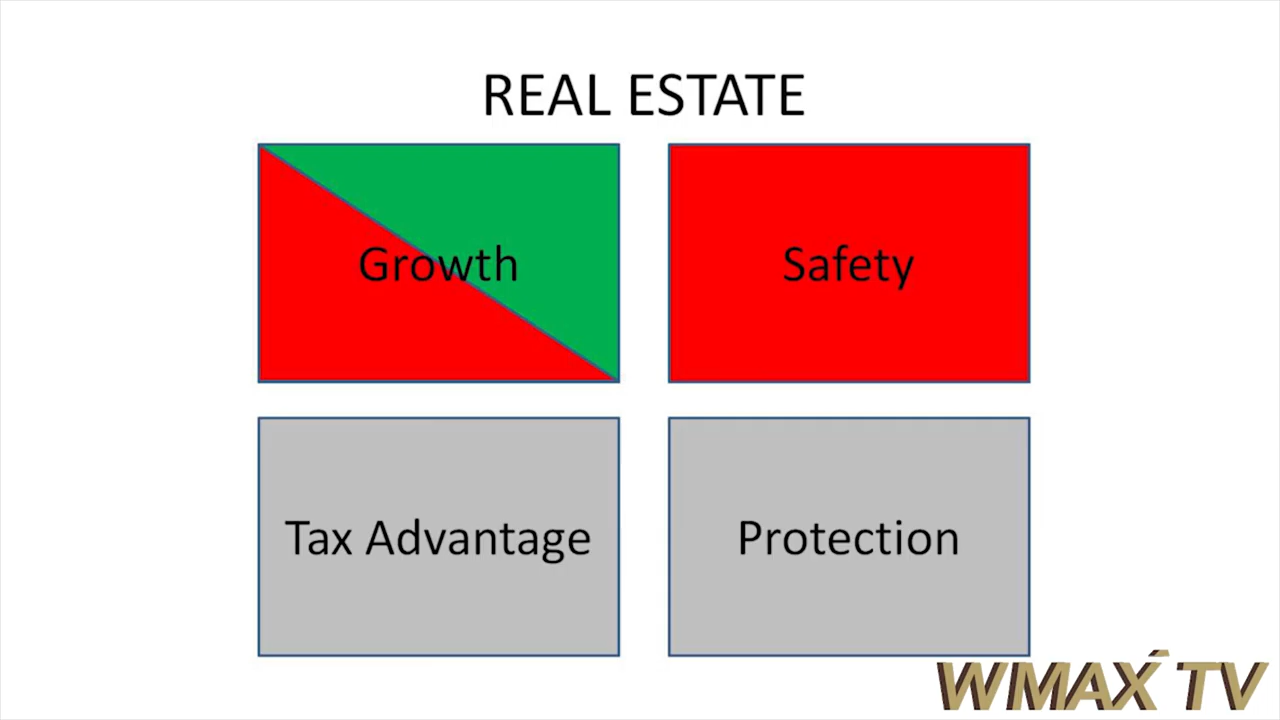 REAL ESTATE
Growth
Safety
Tax Advantage
Protection
WMAX TV